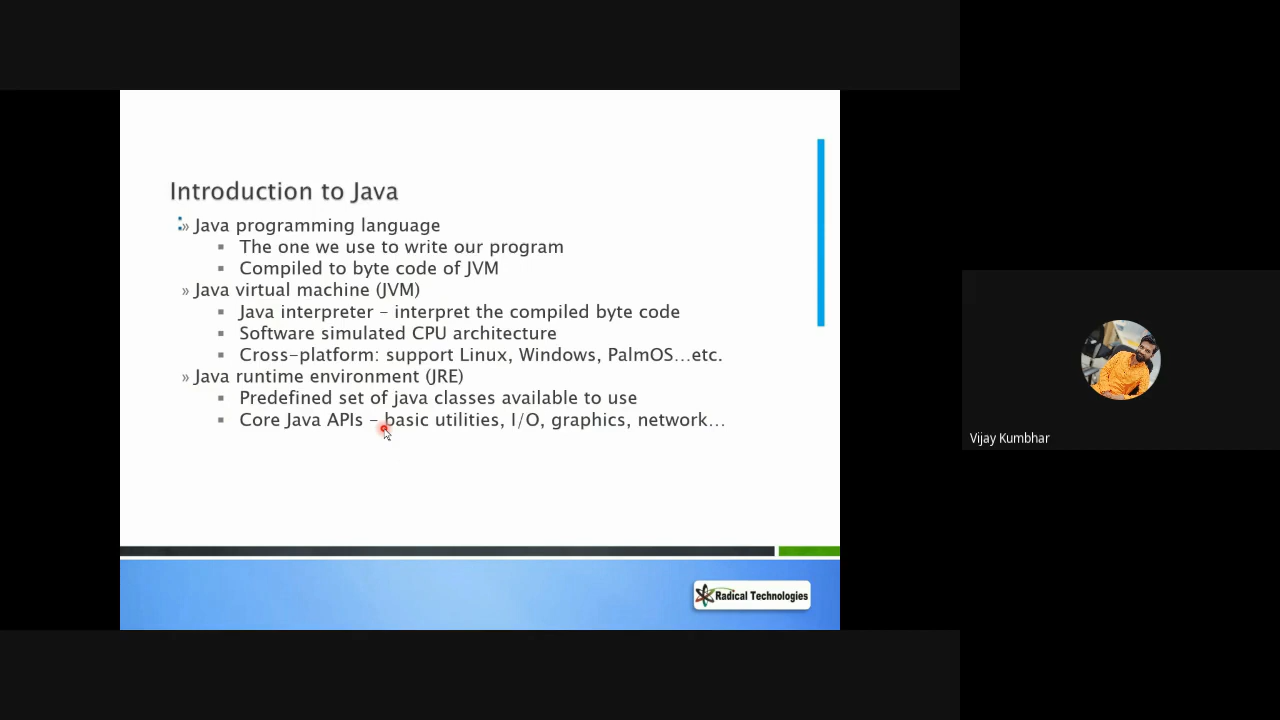 Introduction to Java
» Java programming language
▪ The one we use to write our program
▪ Compiled to byte code of JVM
» Java virtual machine (JVM)
▪ Java interpreter – interpret the compiled byte code
▪ Software simulated CPU architecture
▪ Cross-platform: support Linux, Windows, PalmOS...etc.
» Java runtime environment (JRE)
▪ Predefined set of java classes available to use
▪ Core Java APIs – basic utilities, I/O, graphics, network...
Radical Technologies
Vijay Kumbhar